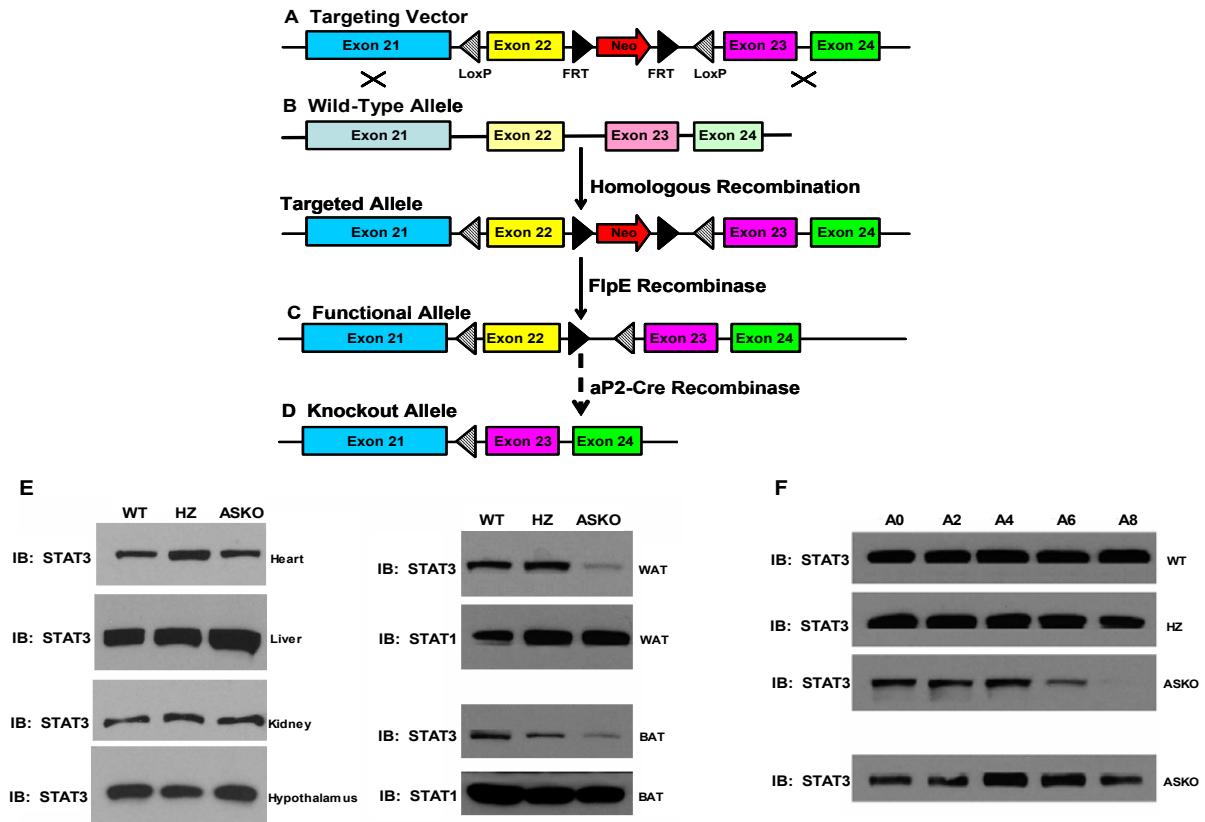 A Targeting Vector
Exon 21
Exon 22
Neo
Exon 23
Exon 24
LoxP
FRT
FRT
LoxP
B Wild-Type Allele
Exon 21
Exon 22
Exon 23
Exon 24
Homologous Recombination
Targeted Allele
Exon 21
Exon 22
Neo
Exon 23
Exon 24
FlpE Recombinase
C Functional Allele
Exon 21
Exon 22
Exon 23
Exon 24
aP2-Cre Recombinase
D Knockout Allele
Exon 21
Exon 23
Exon 24
E
WT HZ ASKO
IB: STAT3 Heart
IB: STAT3 Liver
IB: STAT3 Kidney
IB: STAT3 Hypothalamus
WT HZ ASKO
IB: STAT3 WAT
IB: STAT1 WAT
IB: STAT3 BAT
IB: STAT1 BAT
F
A0 A2 A4 A6 A8
IB: STAT3 WT
IB: STAT3 HZ
IB: STAT3 ASKO
IB: STAT3 ASKO